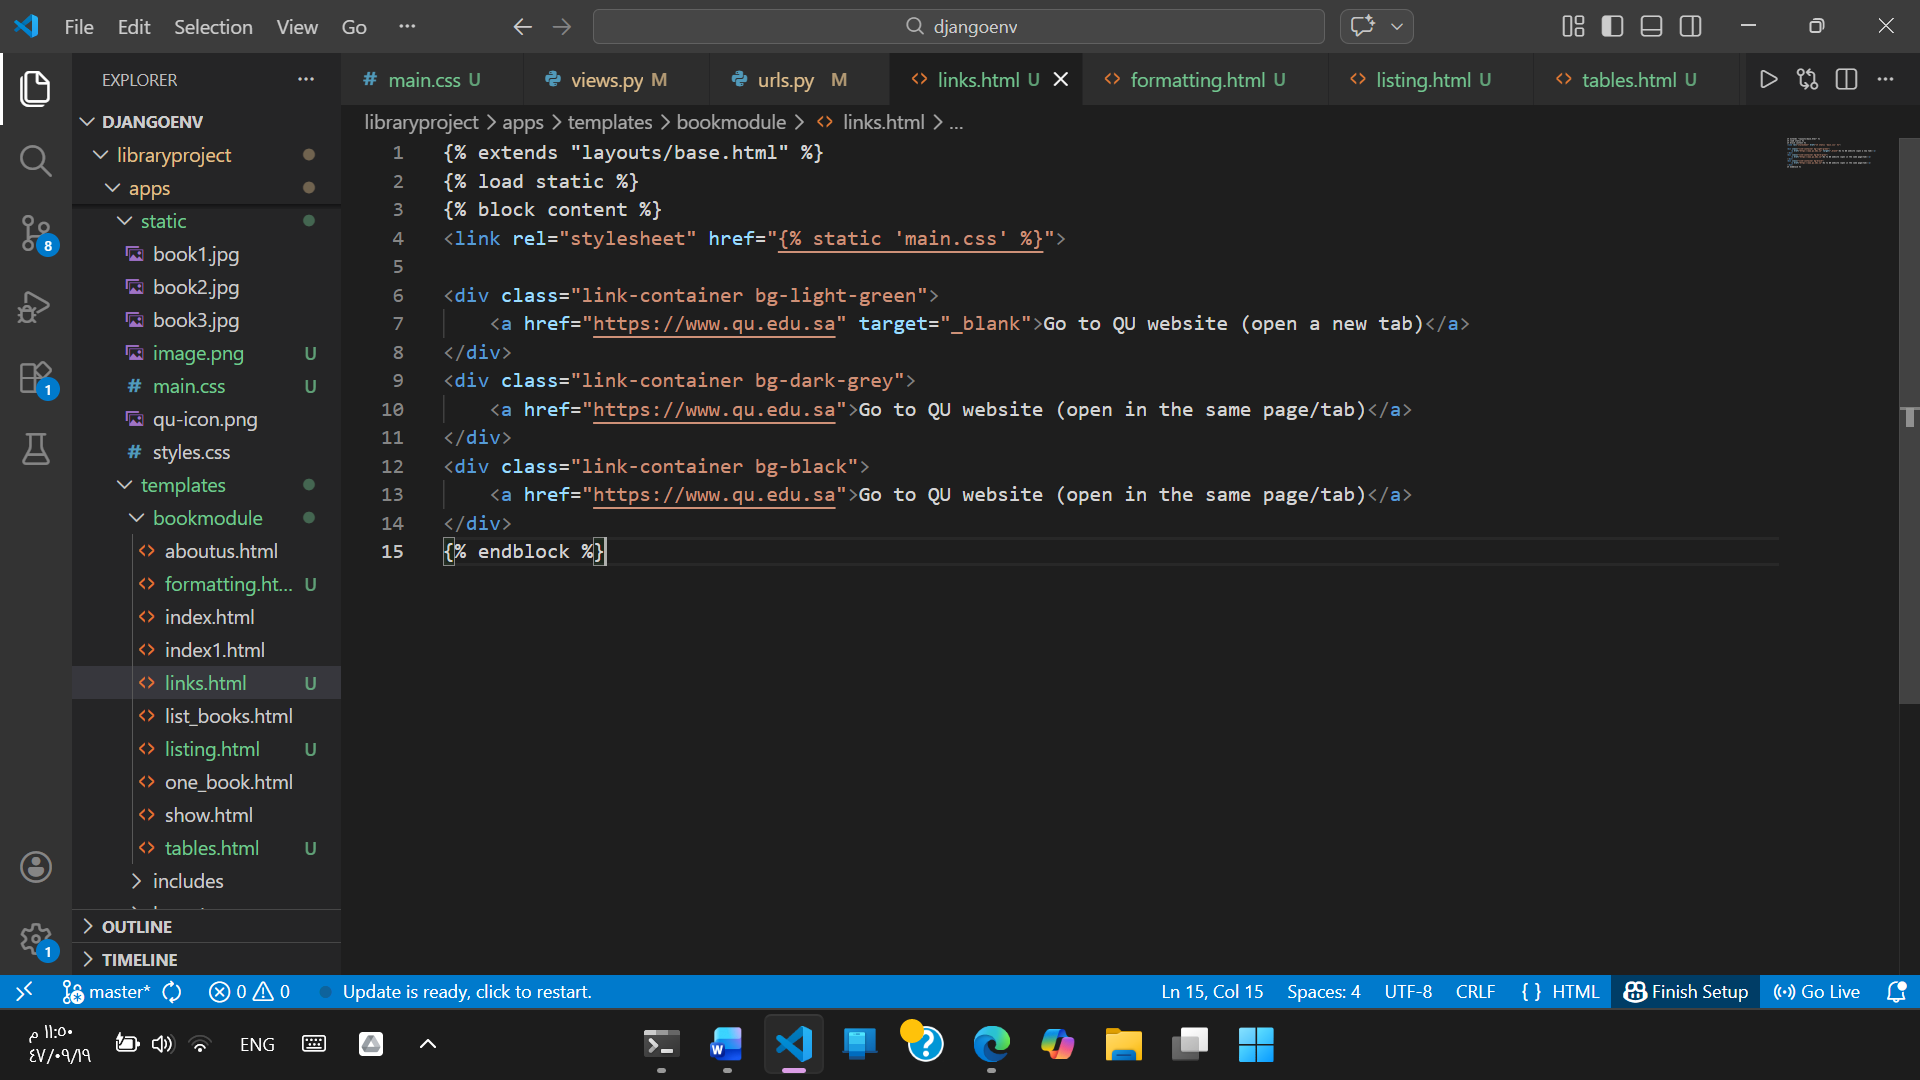 File Edit Selection View Go ···
djangoenv
EXPLORER
DJANGOENV
libraryproject
apps
static
book1.jpg
book2.jpg
book3.jpg
image.png U
main.css U
qu-icon.png
styles.css
templates
bookmodule
aboutus.html
formatting.ht... U
index.html
index1.html
links.html U
list_books.html
listing.html U
one_book.html
show.html
tables.html U
includes
OUTLINE
TIMELINE
main.css U views.py M urls.py M links.html U formatting.html U listing.html U tables.html U
libraryproject > apps > templates > bookmodule > links.html > ...
1 {% extends "layouts/base.html" %}
2 {% load static %}
3 {% block content %}
4 <link rel="stylesheet" href="{% static 'main.css' %}">
5
6 <div class="link-container bg-light-green">
7 <a href="https://www.qu.edu.sa" target="_blank">Go to QU website (open a new tab)</a>
8 </div>
9 <div class="link-container bg-dark-grey">
10 <a href="https://www.qu.edu.sa">Go to QU website (open in the same page/tab)</a>
11 </div>
12 <div class="link-container bg-black">
13 <a href="https://www.qu.edu.sa">Go to QU website (open in the same page/tab)</a>
14 </div>
15 {% endblock %}
8
1
1
master* 0 0 Update is ready, click to restart. Ln 15, Col 15 Spaces: 4 UTF-8 CRLF { } HTML Finish Setup Go Live
١١:٥٠ م
٤٧/٠٩/١٩
ENG